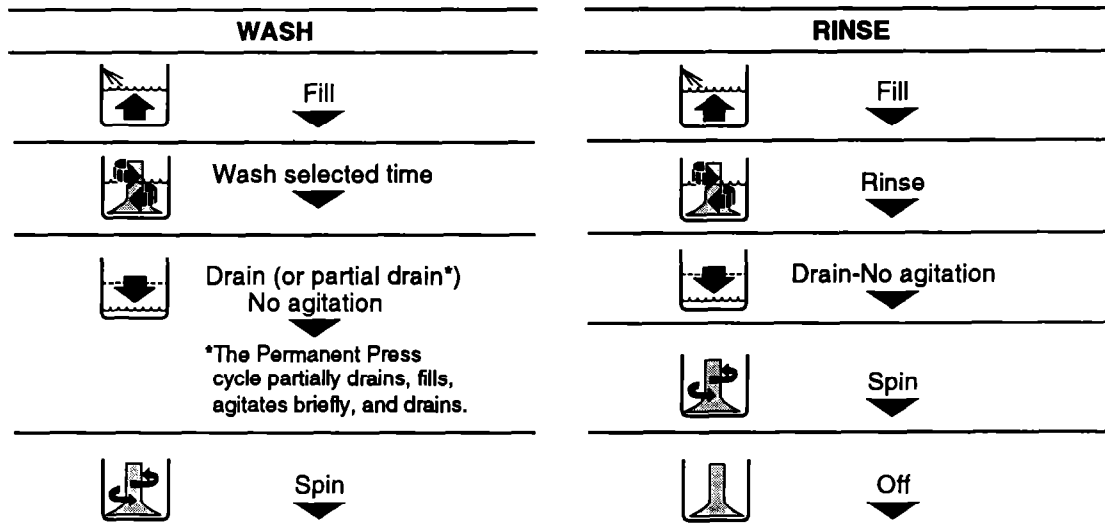 WASH
Fill
Wash selected time
Drain (or partial drain*)
No agitation
*The Permanent Press
cycle partially drains, fills,
agitates briefly, and drains.
Spin
RINSE
Fill
Rinse
Drain-No agitation
Spin
Off